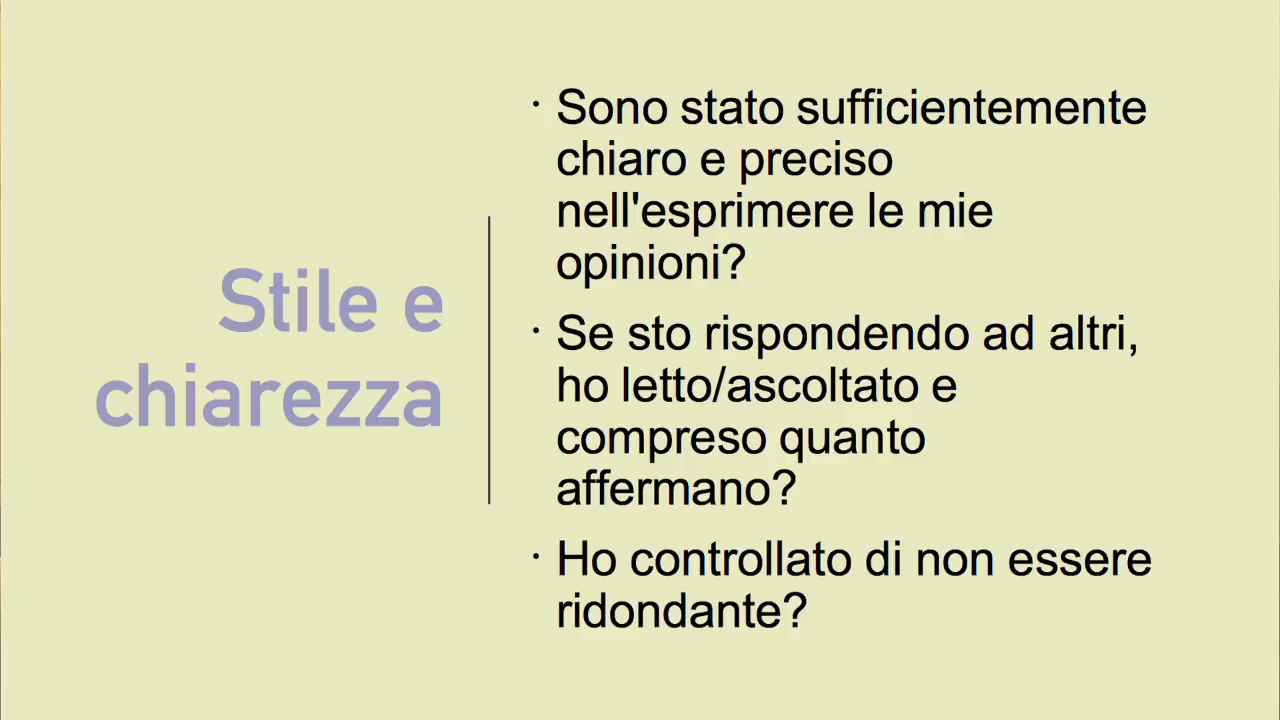 Stile e
chiarezza
· Sono stato sufficientemente
chiaro e preciso
nell'esprimere le mie
opinioni?
· Se sto rispondendo ad altri,
ho letto/ascoltato e
compreso quanto
affermano?
· Ho controllato di non essere
ridondante?